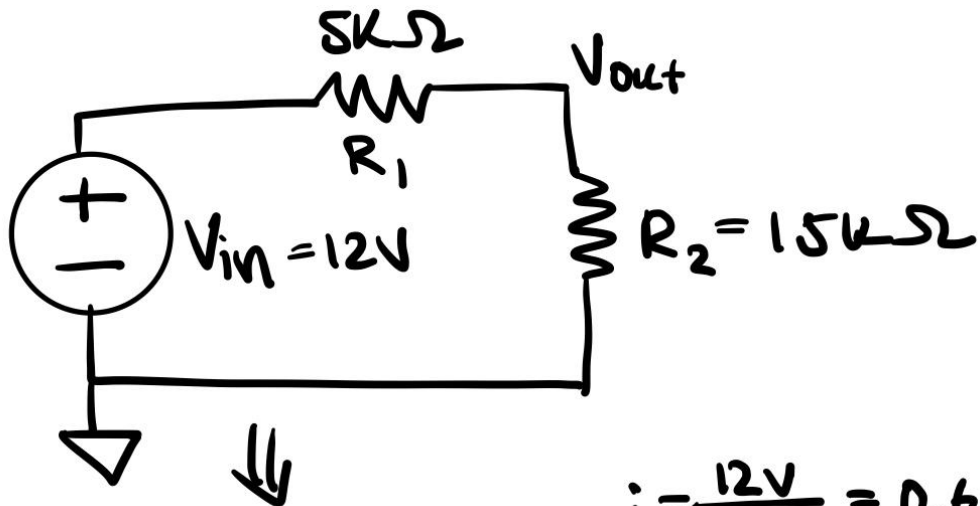 5KΩ
Vout
R1
+
−
Vin = 12V
R2 = 15kΩ
12V